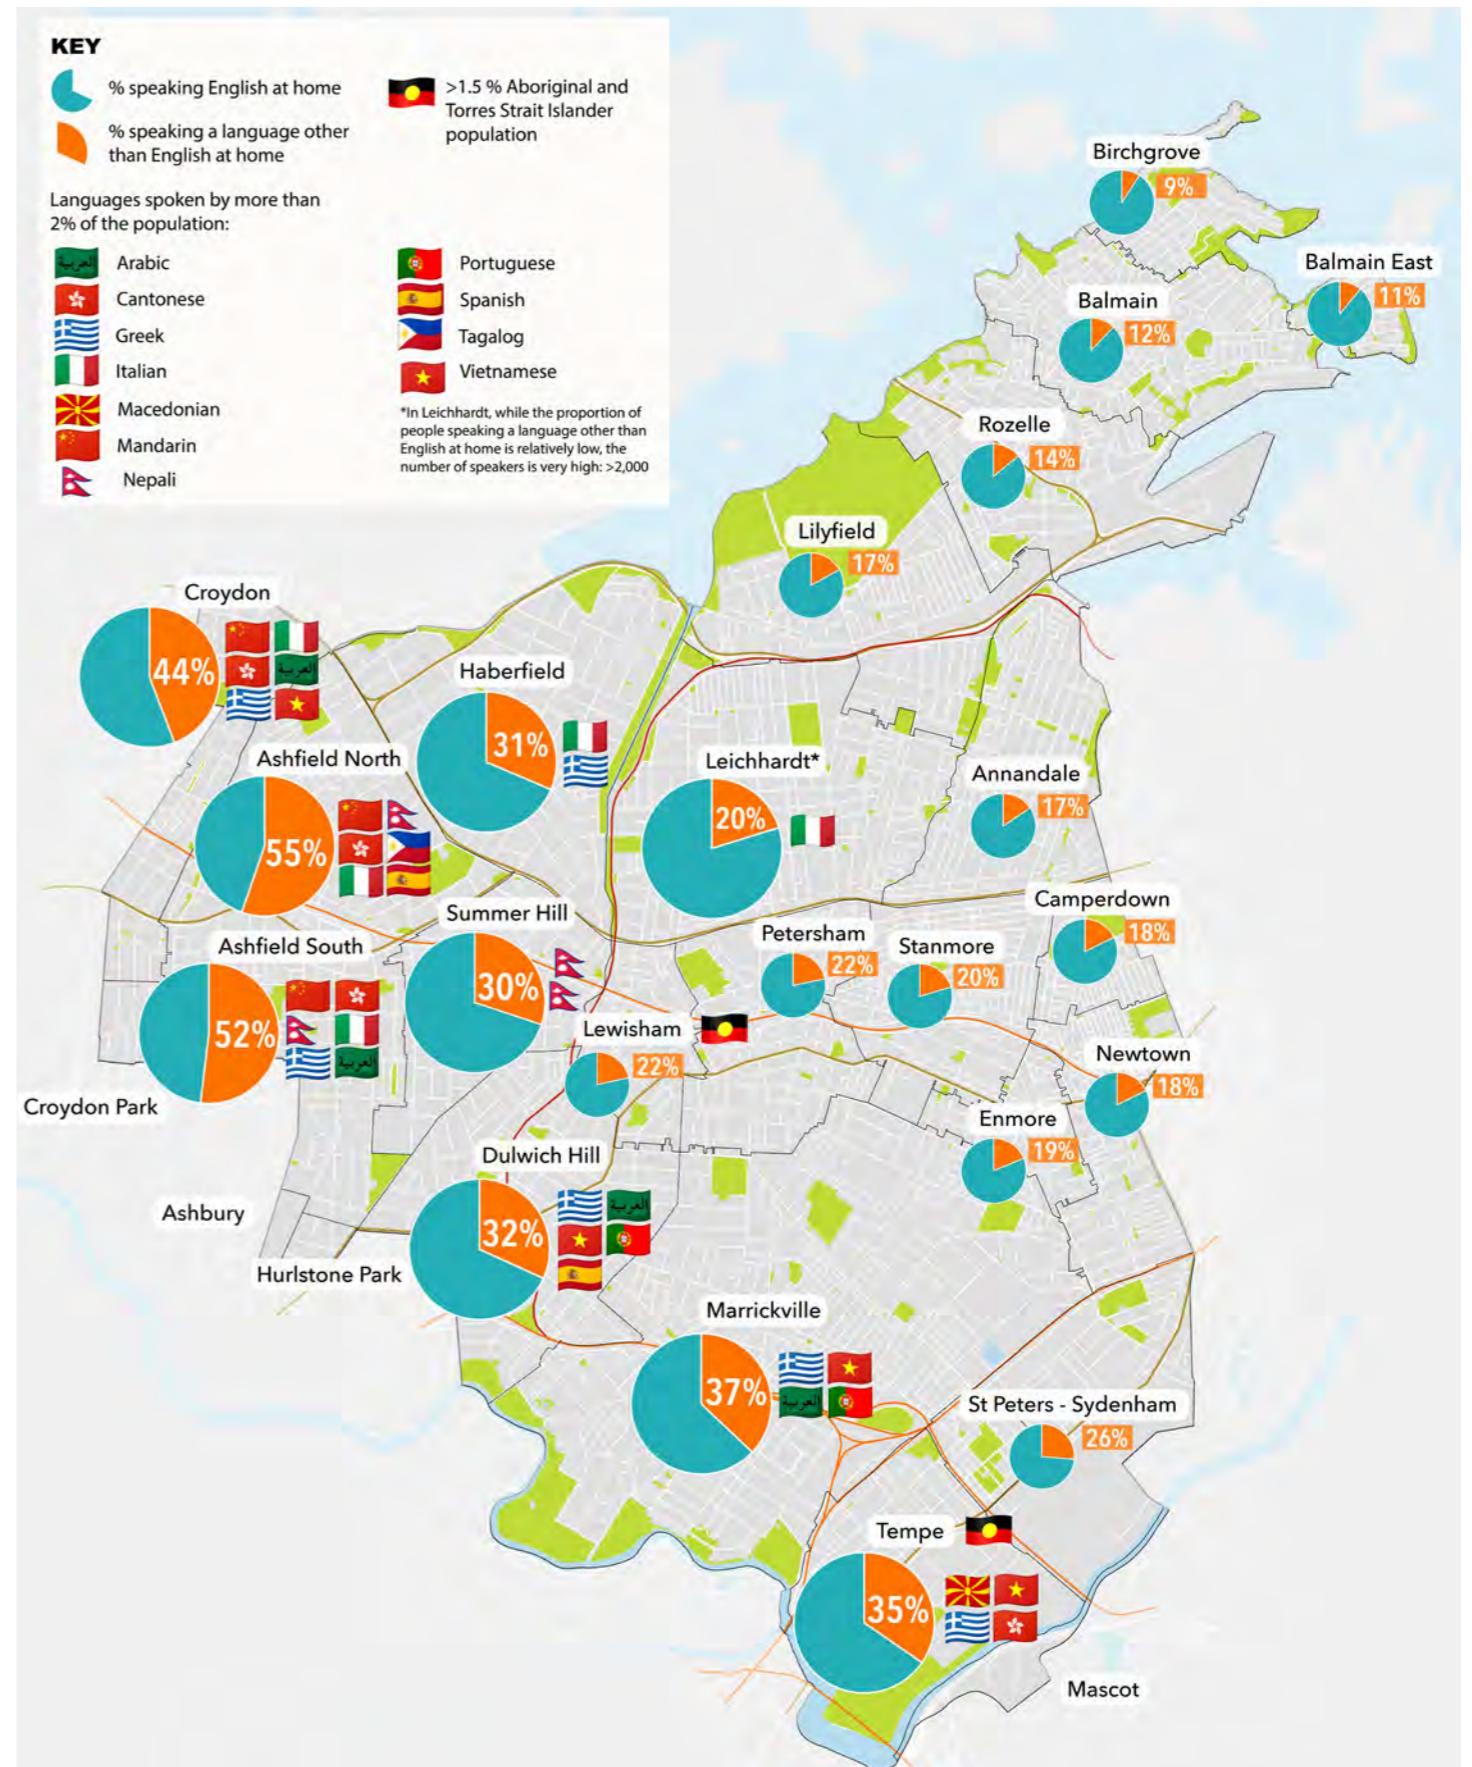 KEY
% speaking English at home
% speaking a language other
than English at home
>1.5 % Aboriginal and
Torres Strait Islander
population
Languages spoken by more than
2% of the population:
العربية
Arabic
Cantonese
Greek
Italian
Macedonian
Mandarin
Nepali
Portuguese
Spanish
Tagalog
Vietnamese
*In Leichhardt, while the proportion of
people speaking a language other than
English at home is relatively low, the
number of speakers is very high: >2,000
Birchgrove
9%
Balmain East
11%
Balmain
12%
Rozelle
14%
Lilyfield
17%
Croydon
44%
العربية
Haberfield
31%
Ashfield North
55%
Leichhardt*
20%
Annandale
17%
Camperdown
18%
Summer Hill
30%
Petersham
22%
Stanmore
20%
Ashfield South
52%
العربية
Lewisham
22%
Newtown
18%
Croydon Park
Enmore
19%
Dulwich Hill
32%
العربية
Ashbury
Hurlstone Park
Marrickville
37%
العربية
St Peters - Sydenham
26%
Tempe
35%
Mascot